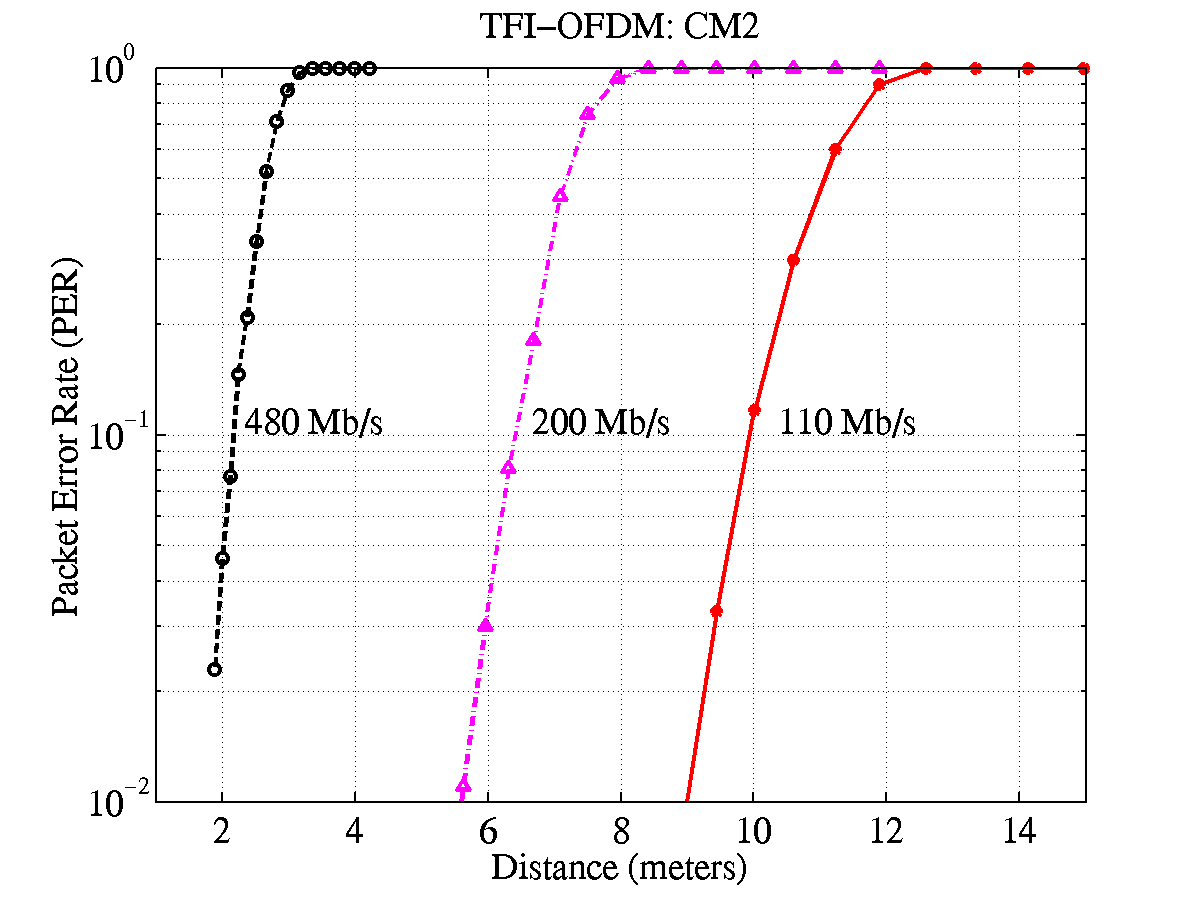 TFI−OFDM: CM2
10^0
10^−1
10^−2
Packet Error Rate (PER)
480 Mb/s
200 Mb/s
110 Mb/s
2 4 6 8 10 12 14
Distance (meters)